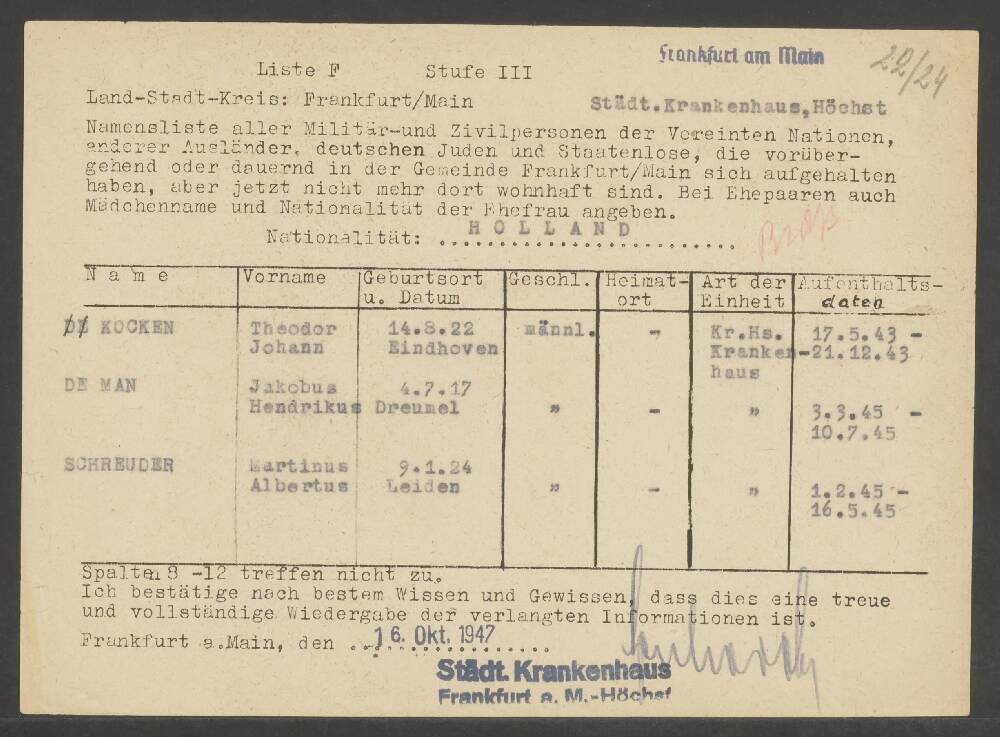 Frankfurt am Main
22/24
Liste F Stufe III
Land-Stadt-Kreis: Frankfurt/Main Städt.Krankenhaus,Höchst
Namensliste aller Militär-und Zivilpersonen der Vereinten Nationen,
anderer Ausländer, deutschen Juden und Staatenlose, die vorüber-
gehend oder dauernd in der Gemeinde Frankfurt/Main sich aufgehalten
haben, aber jetzt nicht mehr dort wohnhaft sind. Bei Ehepaaren auch
Mädchenname und Nationalität der Ehefrau angeben.
Nationalität: HOLLAND
Name Vorname Geburtsort Geschl. Heimat- Art der Aufenthalts-
u. Datum ort Einheit daten
KOCKEN Theodor 14.8.22 männl. - Kr.Hs. 17.5.43 -
Johann Eindhoven Kranken- 21.12.43
haus
DE MAN Jakobus 4.7.17
Hendrikus Dreumel " - " 3.3.45 -
10.7.45
SCHREUDER Martinus 9.1.24
Albertus Leiden " - " 1.2.45 -
16.5.45
Spalten 8 -12 treffen nicht zu.
Ich bestätige nach bestem Wissen und Gewissen, dass dies eine treue
und vollständige Wiedergabe der verlangten Informationen ist.
Frankfurt a.Main, den 16. Okt. 1947
Städt. Krankenhaus
Frankfurt a. M.-Höchst